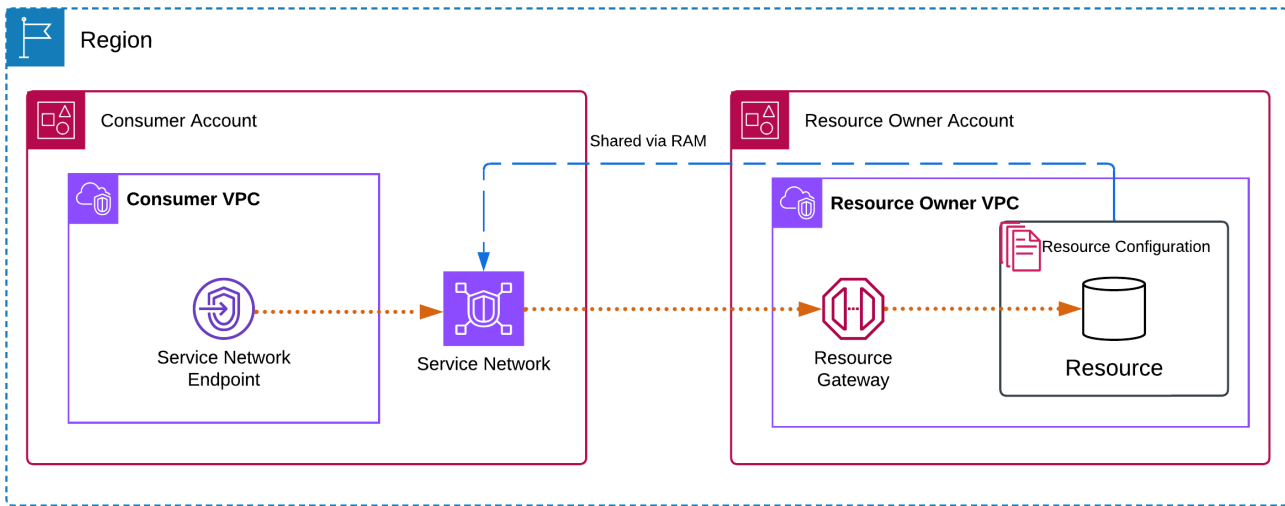 Region
Consumer Account
Resource Owner Account
Shared via RAM
Consumer VPC
Resource Owner VPC
Resource Configuration
Service Network
Endpoint
Service Network
Resource
Gateway
Resource